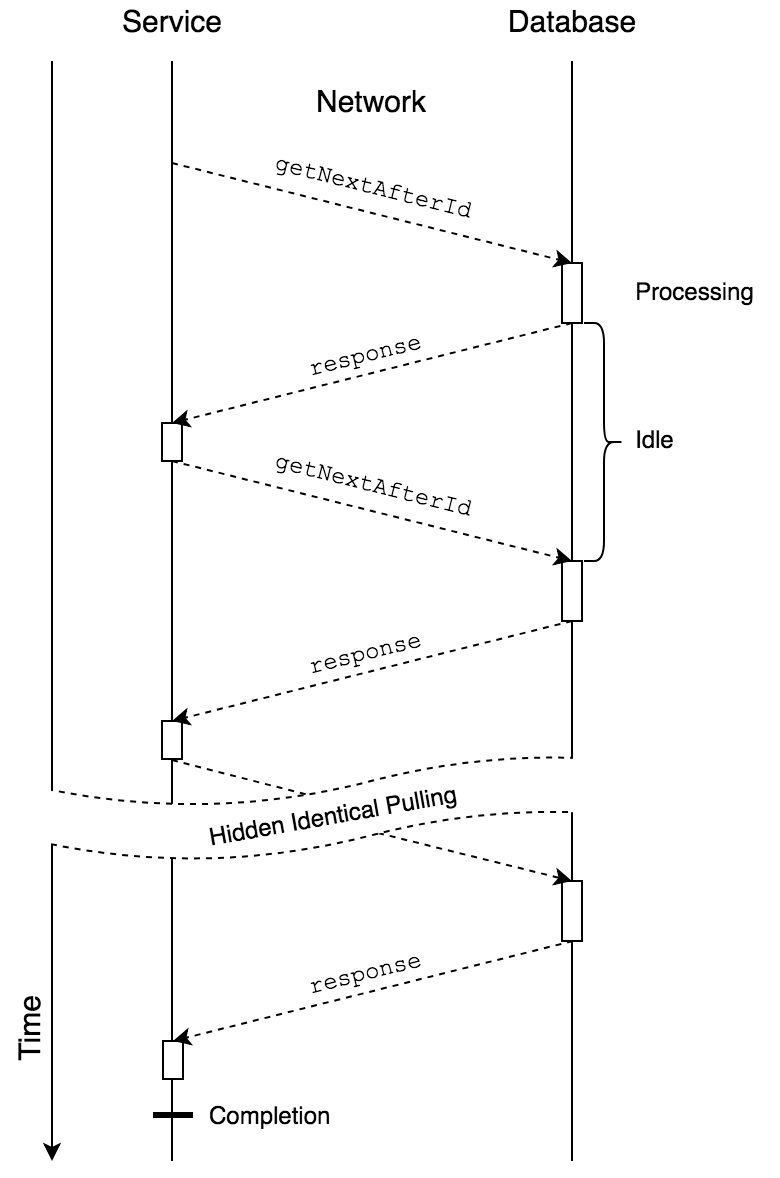 Service
Database
Network
getNextAfterId
Processing
response
Idle
getNextAfterId
response
Hidden Identical Pulling
response
Time
Completion